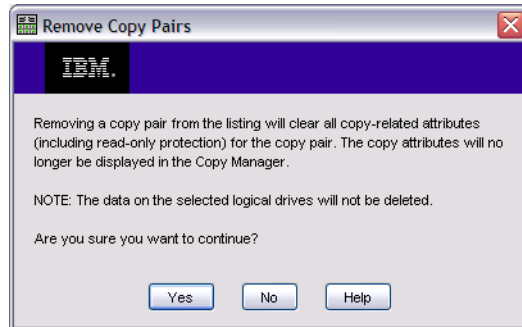 Remove Copy Pairs
IBM.
Removing a copy pair from the listing will clear all copy-related attributes
(including read-only protection) for the copy pair. The copy attributes will no
longer be displayed in the Copy Manager.
NOTE: The data on the selected logical drives will not be deleted.
Are you sure you want to continue?
Yes No Help